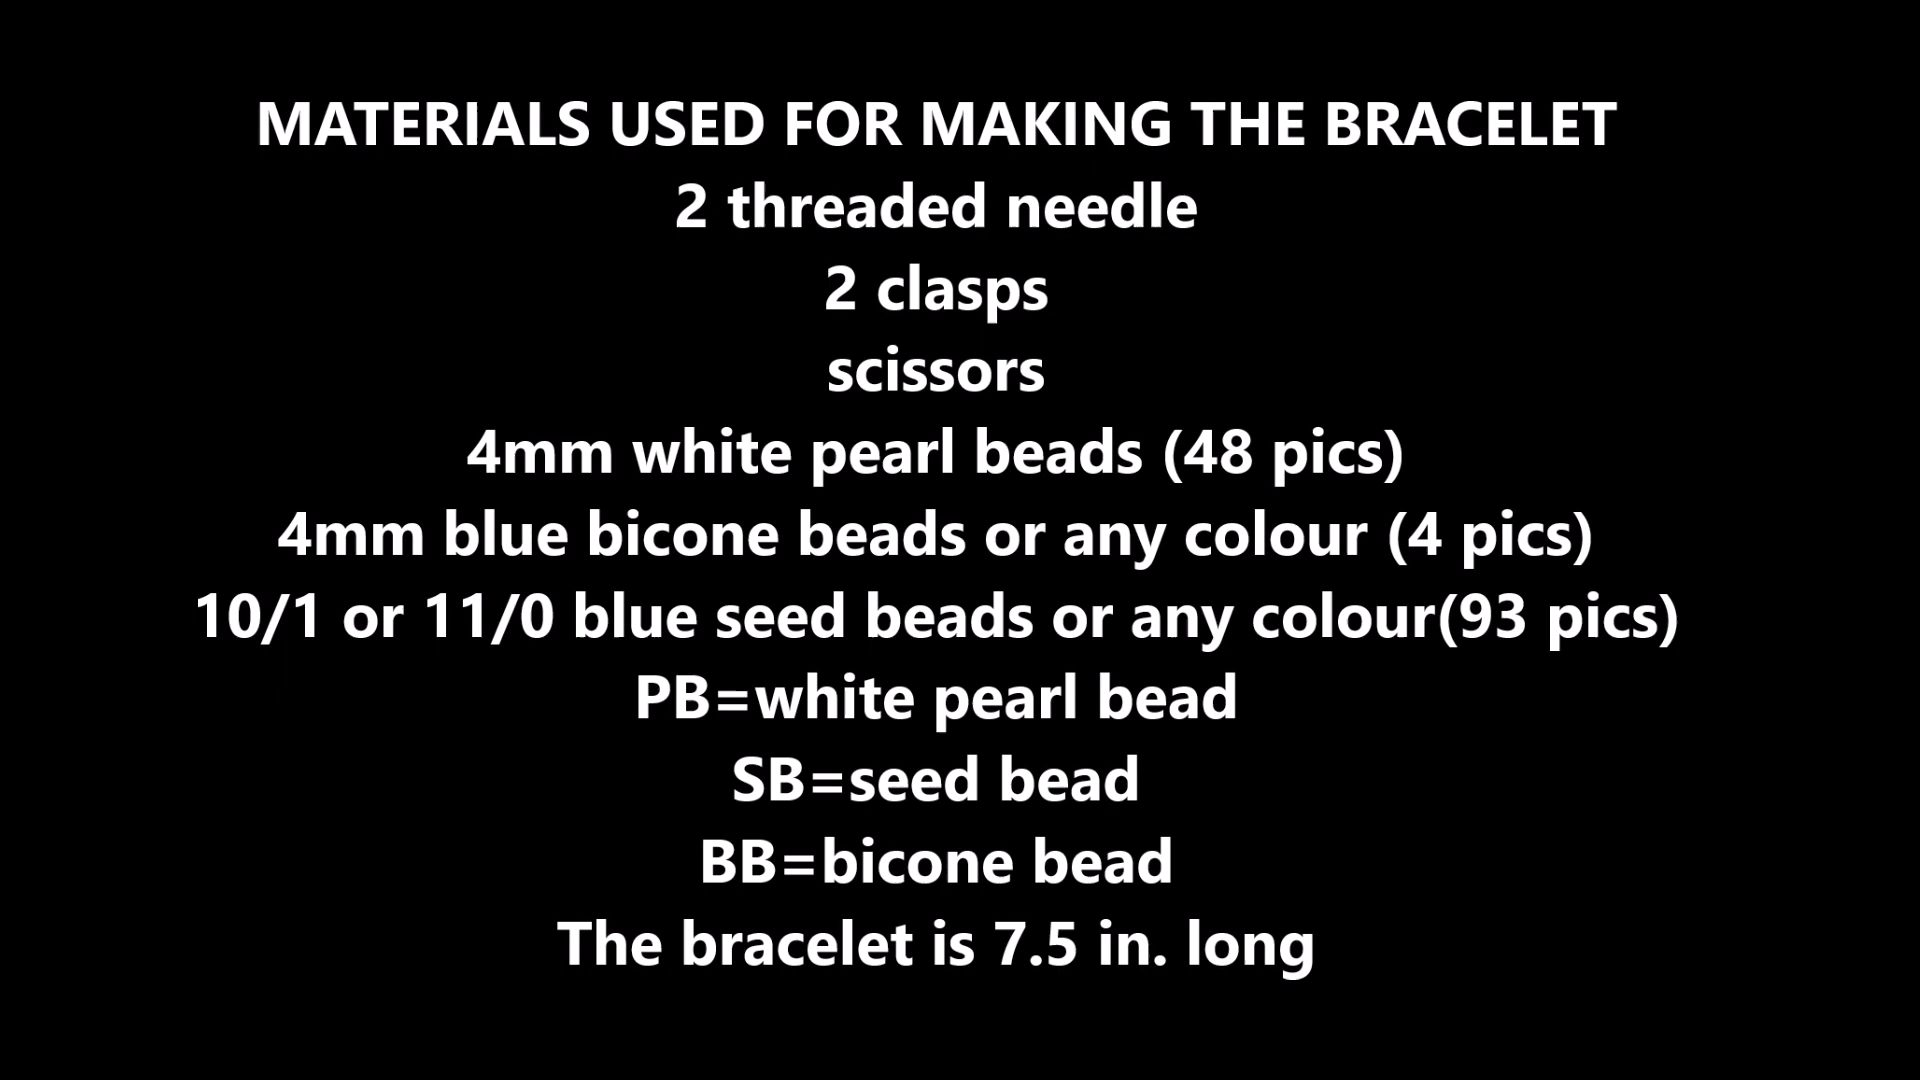 MATERIALS USED FOR MAKING THE BRACELET
2 threaded needle
2 clasps
scissors
4mm white pearl beads (48 pics)
4mm blue bicone beads or any colour (4 pics)
10/1 or 11/0 blue seed beads or any colour(93 pics)
PB=white pearl bead
SB=seed bead
BB=bicone bead
The bracelet is 7.5 in. long